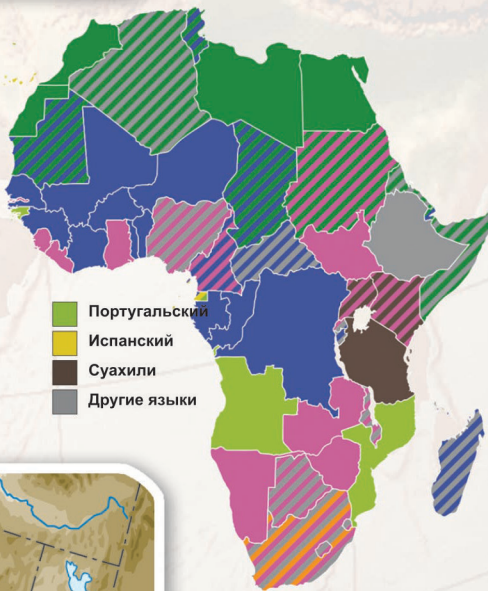 Португальский
Испанский
Суахили
Другие языки